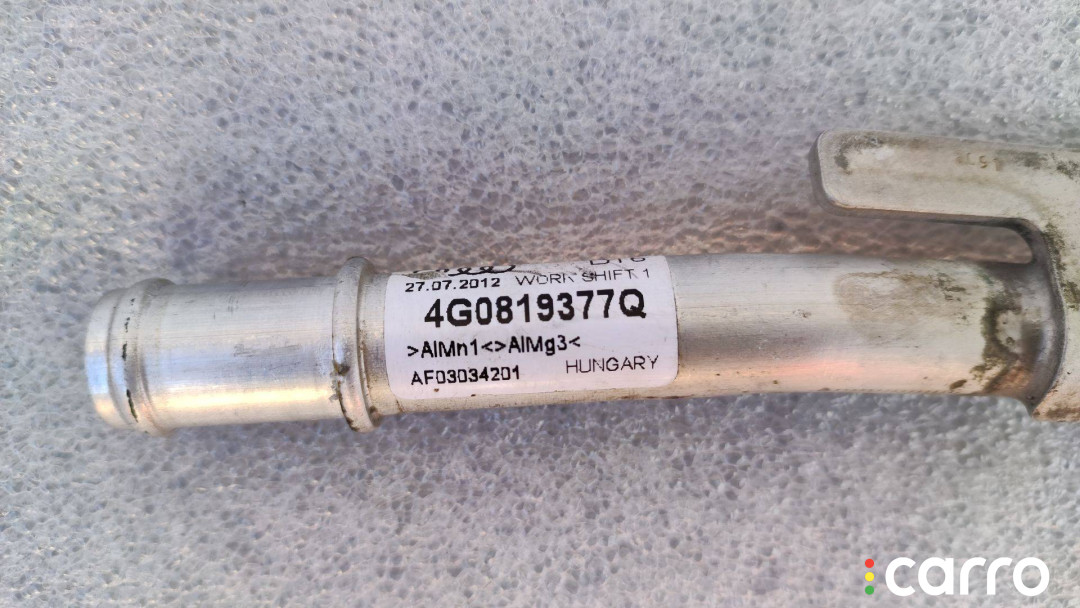 27.07.2012 WORK SHIFT:1
4G0819377Q
>AlMn1<>AlMg3<
AF03034201 HUNGARY
carro